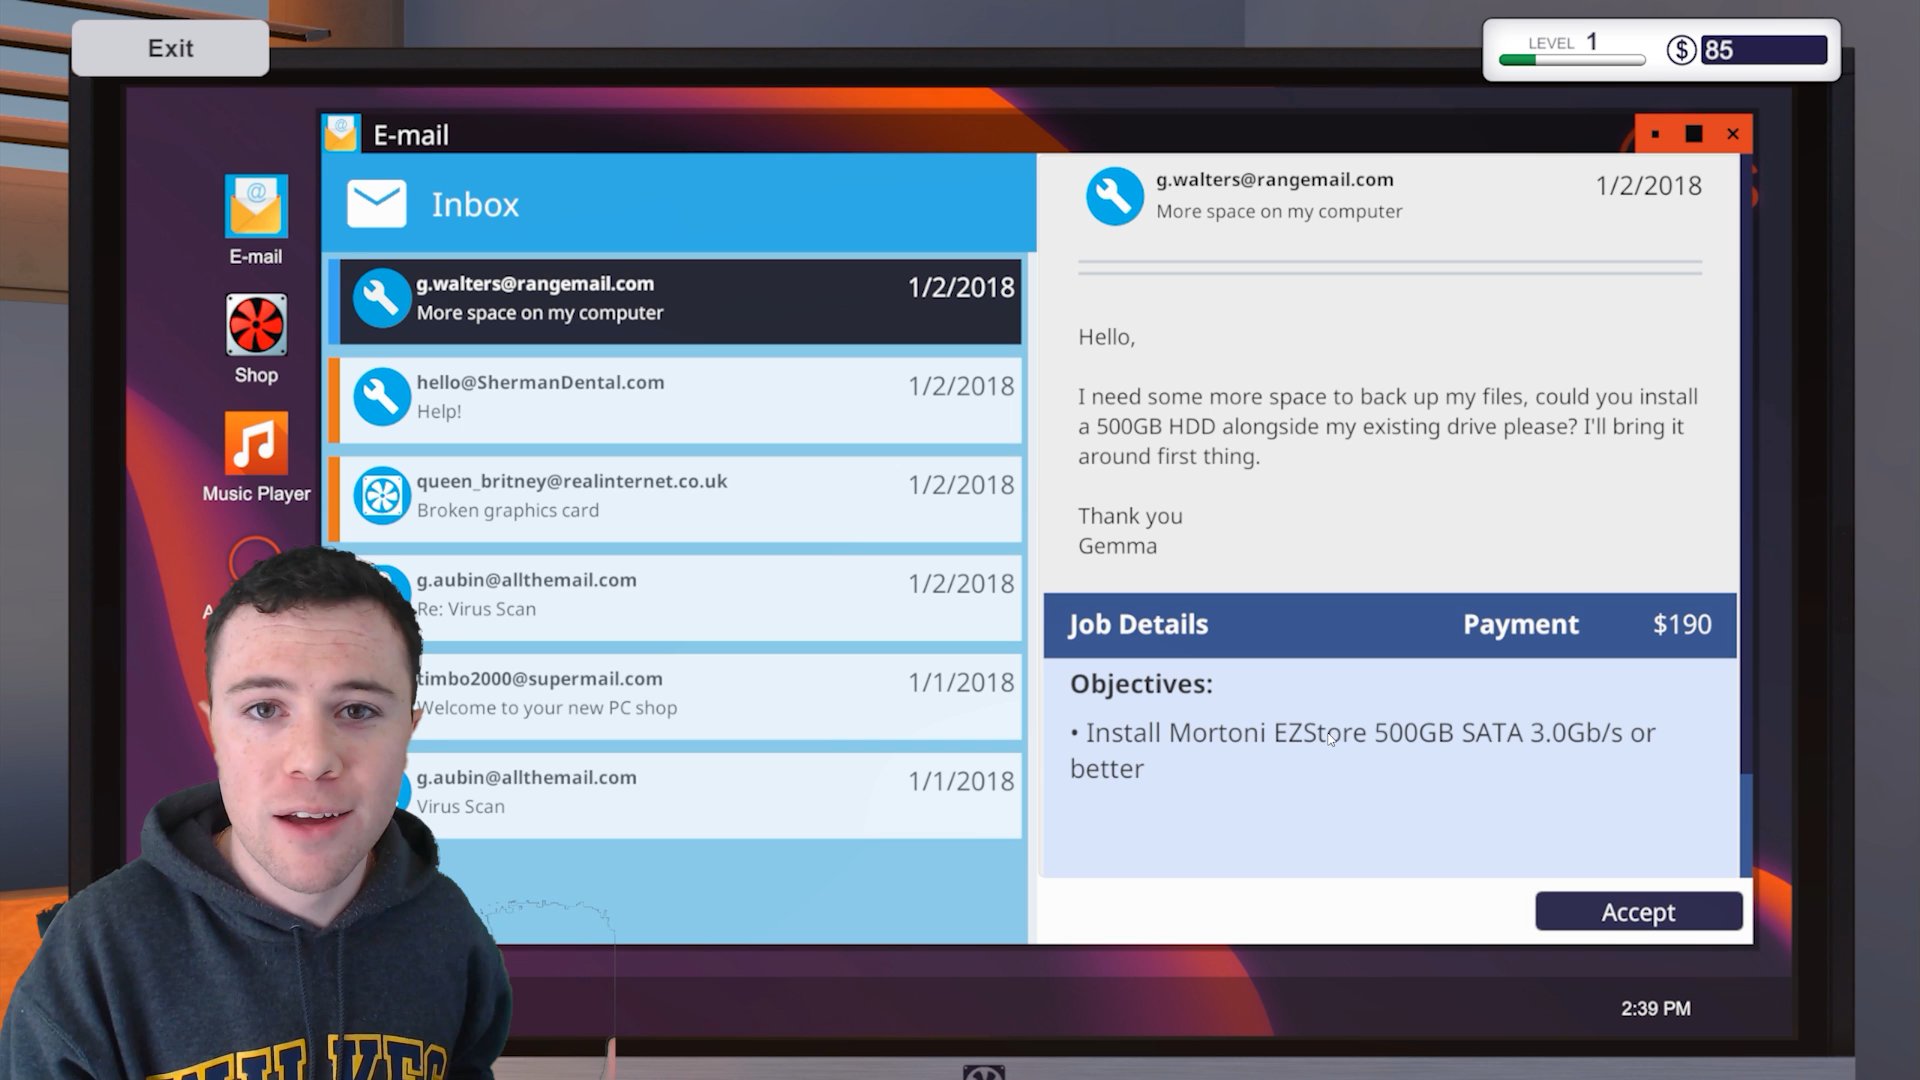 Exit
LEVEL 1
$ 85
E-mail
Inbox
g.walters@rangemail.com
1/2/2018
More space on my computer
hello@ShermanDental.com
1/2/2018
Help!
queen_britney@realinternet.co.uk
1/2/2018
Broken graphics card
g.aubin@allthemail.com
1/2/2018
Re: Virus Scan
timbo2000@supermail.com
1/1/2018
Welcome to your new PC shop
g.aubin@allthemail.com
1/1/2018
Virus Scan
E-mail
Shop
Music Player
g.walters@rangemail.com
1/2/2018
More space on my computer
Hello,
I need some more space to back up my files, could you install
a 500GB HDD alongside my existing drive please? I'll bring it
around first thing.
Thank you
Gemma
Job Details
Payment
$190
Objectives:
• Install Mortoni EZStore 500GB SATA 3.0Gb/s or
better
Accept
2:39 PM